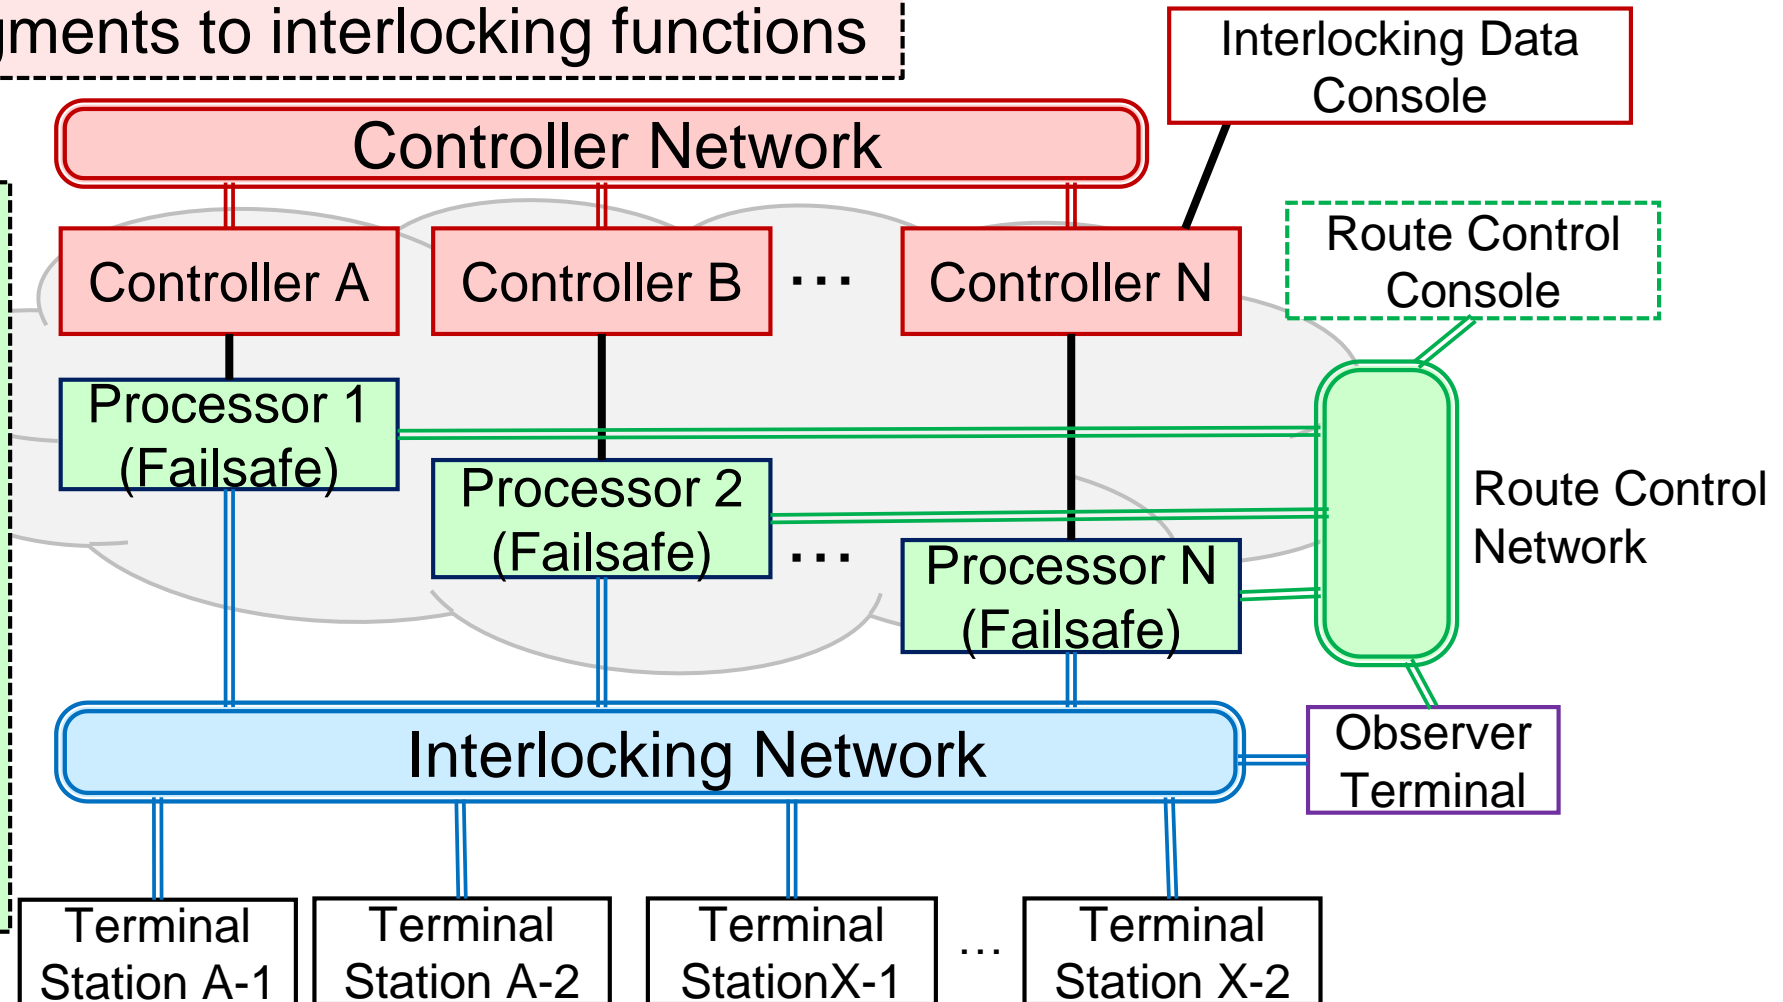 to interlocking functions
Interlocking Data
Console
Controller Network
Route Control
Console
Controller A
Controller B
...
Controller N
Processor 1
(Failsafe)
Processor 2
(Failsafe)
...
Processor N
(Failsafe)
Route Control
Network
Interlocking Network
Observer
Terminal
Terminal
Station A-1
Terminal
Station A-2
Terminal
StationX-1
...
Terminal
Station X-2